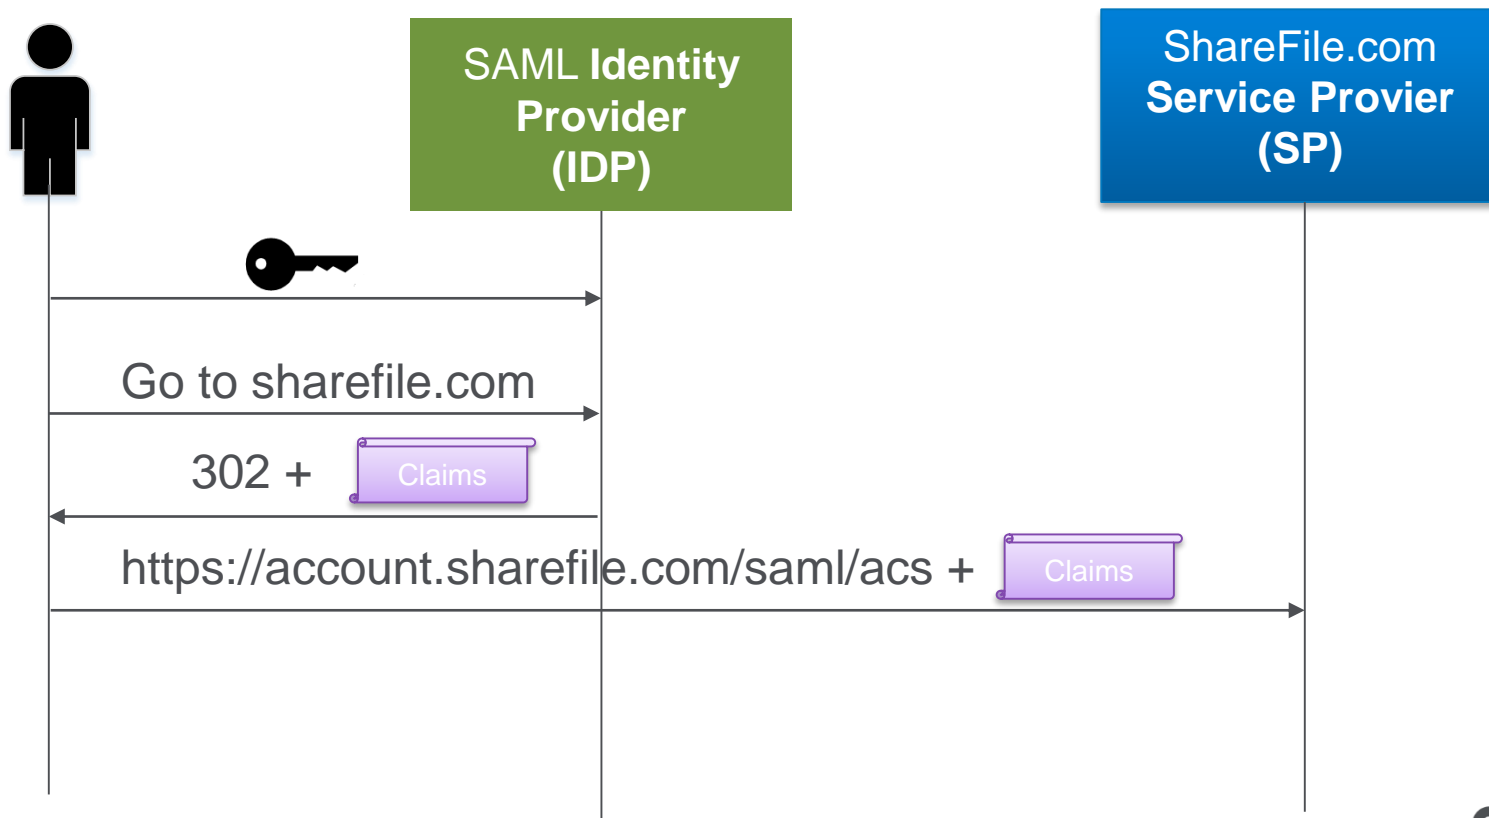 SAML Identity
Provider
(IDP)
ShareFile.com
Service Provier
(SP)
Go to sharefile.com
302 + Claims
https://account.sharefile.com/saml/acs + Claims